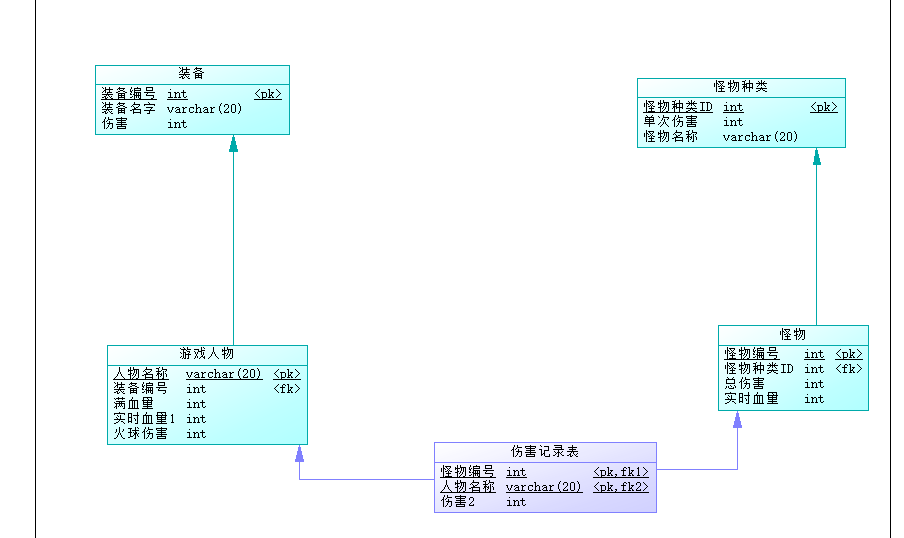 装备
装备编号 int <pk>
装备名字 varchar(20)
伤害 int
怪物种类
怪物种类ID int <pk>
单次伤害 int
怪物名称 varchar(20)
游戏人物
人物名称 varchar(20) <pk>
装备编号 int <fk>
满血量 int
实时血量1 int
火球伤害 int
怪物
怪物编号 int <pk>
怪物种类ID int <fk>
总伤害 int
实时血量 int
伤害记录表
怪物编号 int <pk,fk1>
人物名称 varchar(20) <pk,fk2>
伤害2 int